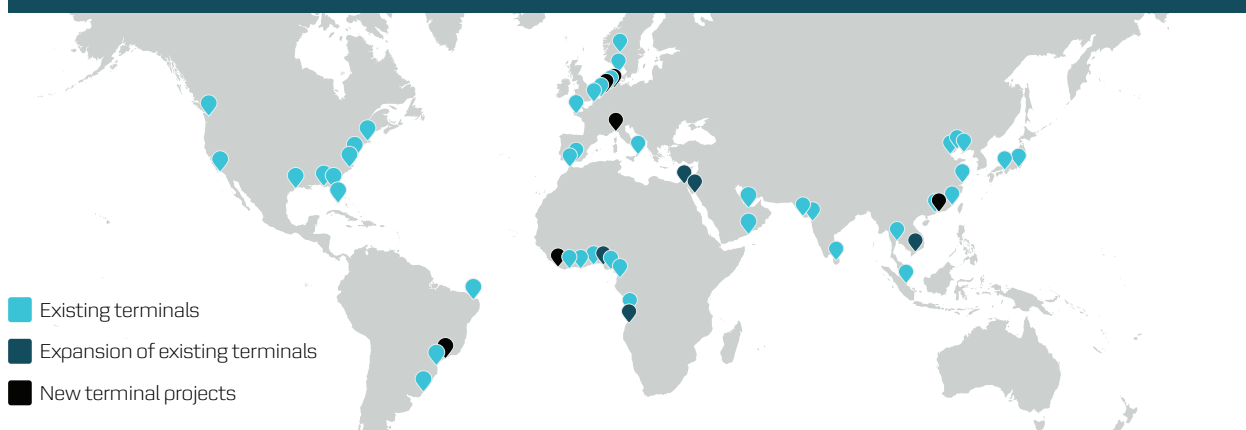 Existing terminals
Expansion of existing terminals
New terminal projects